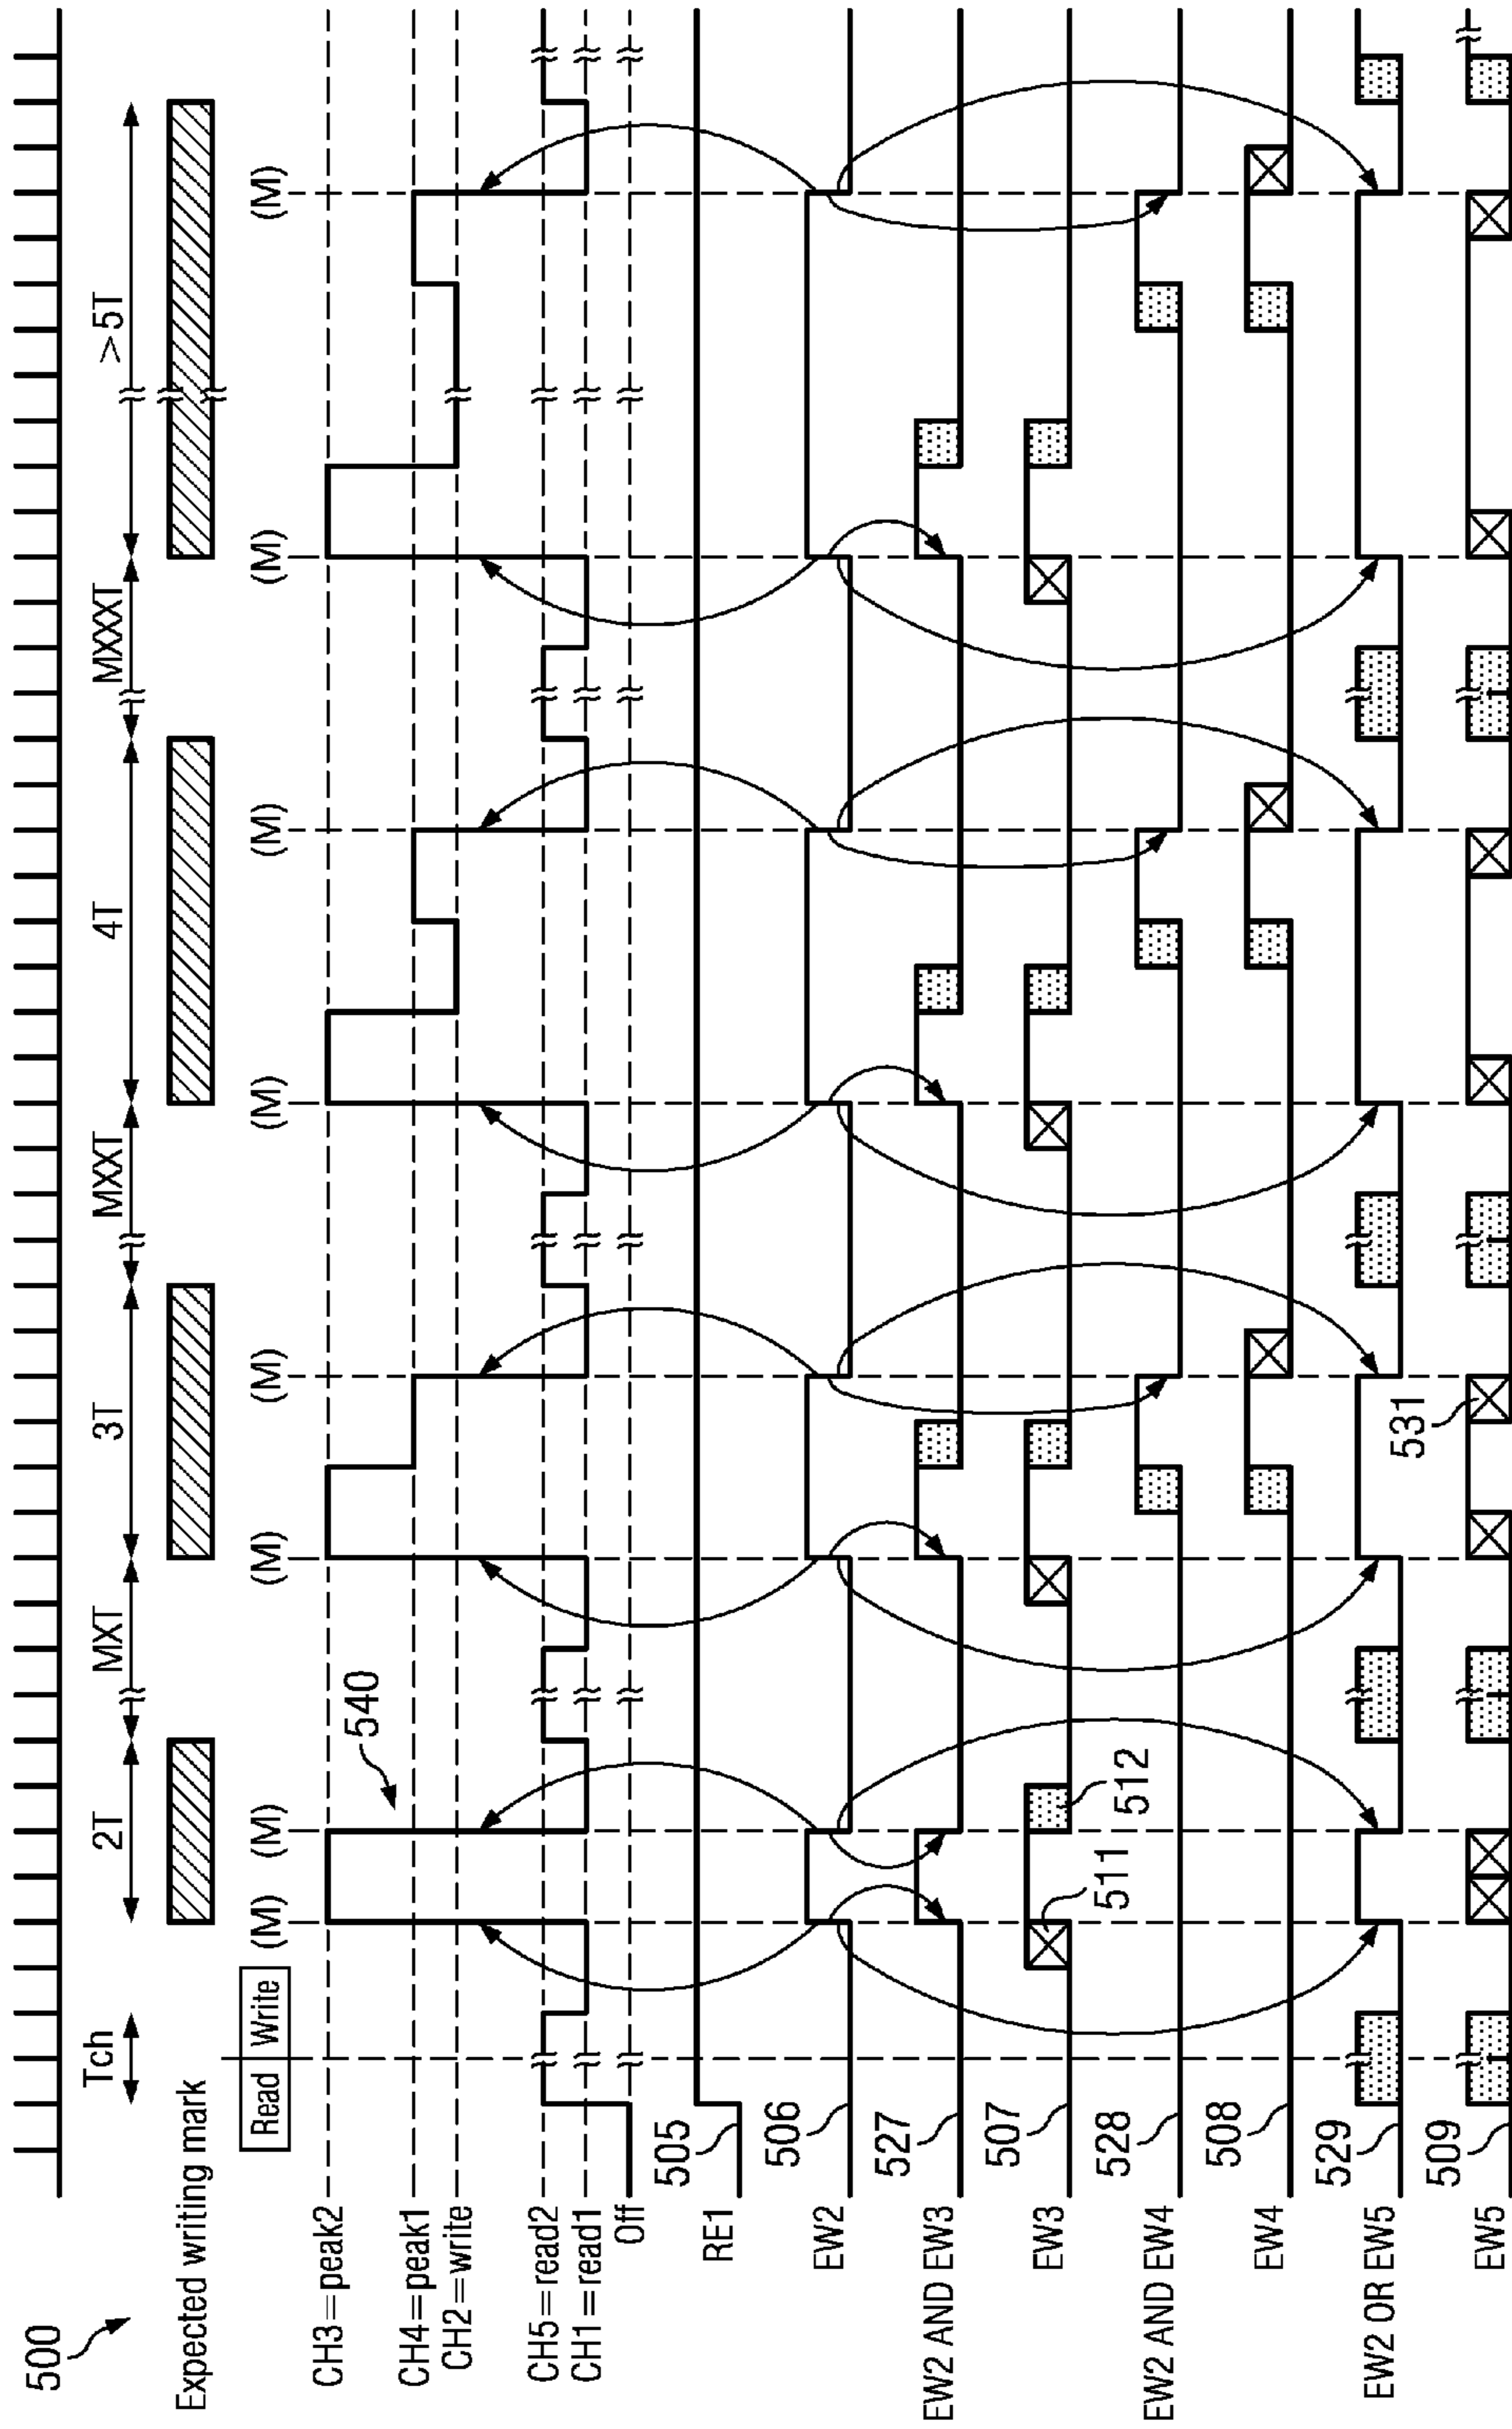 500
Tch
2T
MXT
3T
MXXT
4T
MXXXT
>5T
Expected writing mark
Read
Write
(M)
(M)
(M)
(M)
(M)
(M)
(M)
(M)
CH3=peak2
540
CH4=peak1
CH2=write
CH5=read2
CH1=read1
Off
RE1
505
EW2
506
EW2 AND EW3
527
EW3
507
511
512
EW2 AND EW4
528
EW4
508
EW2 OR EW5
529
531
EW5
509